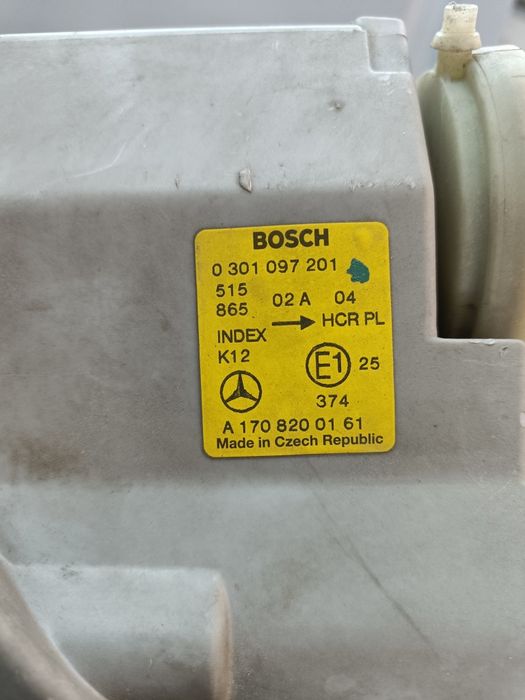 BOSCH
0 301 097 201
515
865 02 A 04
INDEX → HCR PL
K12 E1 25
374
A 170 820 01 61
Made in Czech Republic